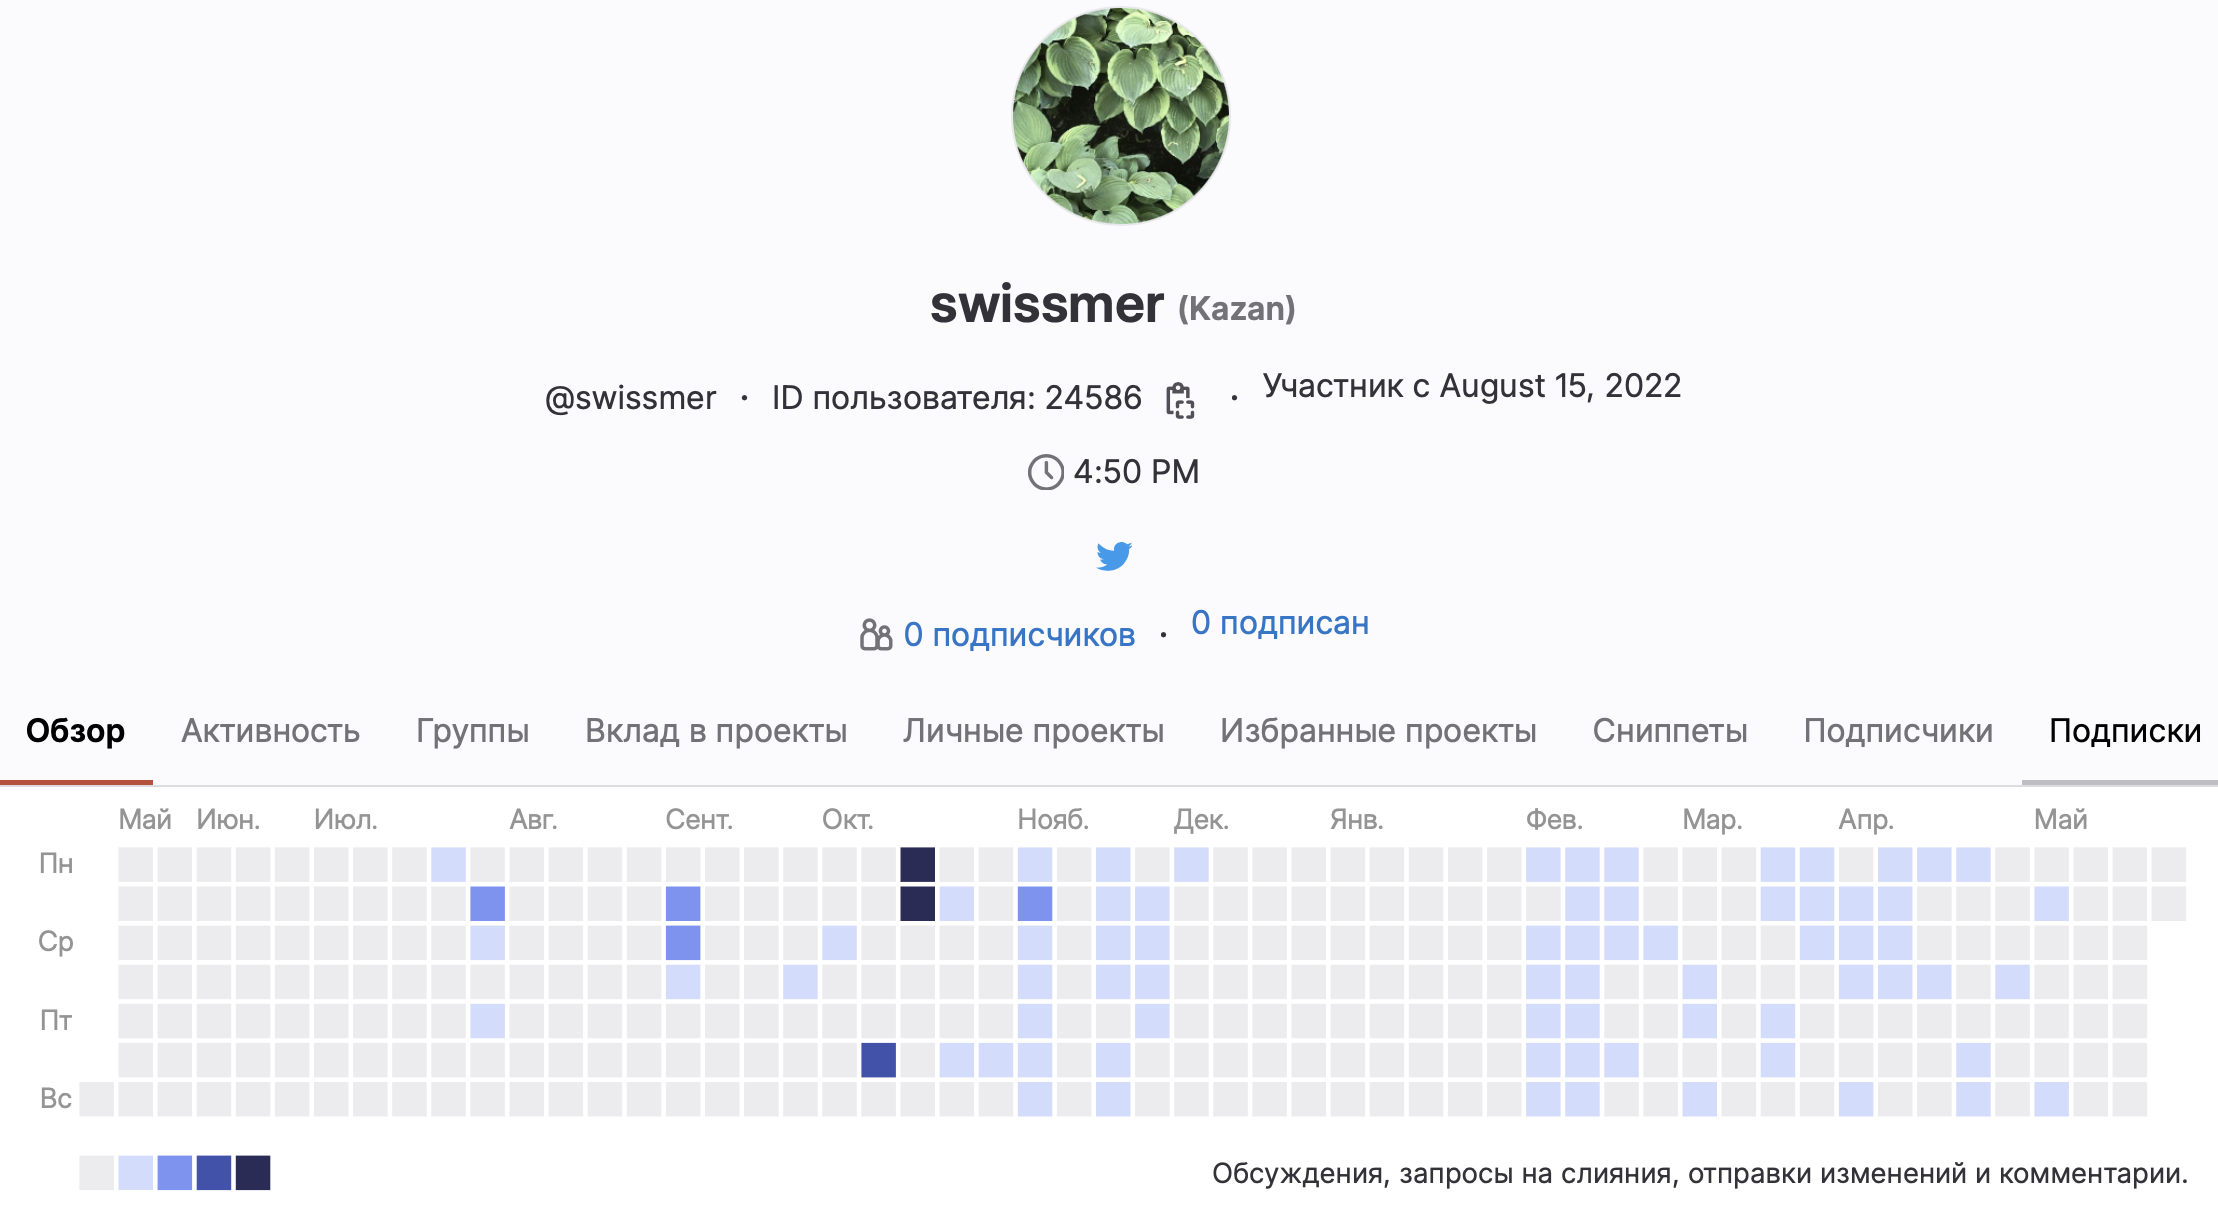 swissmer (Kazan)
@swissmer · ID пользователя: 24586 · Участник с August 15, 2022
4:50 PM
0 подписчиков · 0 подписан
Обзор Активность Группы Вклад в проекты Личные проекты Избранные проекты Сниппеты Подписчики Подписки
Май Июн. Июл. Авг. Сент. Окт. Нояб. Дек. Янв. Фев. Мар. Апр. Май
Пн
Ср
Пт
Вс
Обсуждения, запросы на слияния, отправки изменений и комментарии.